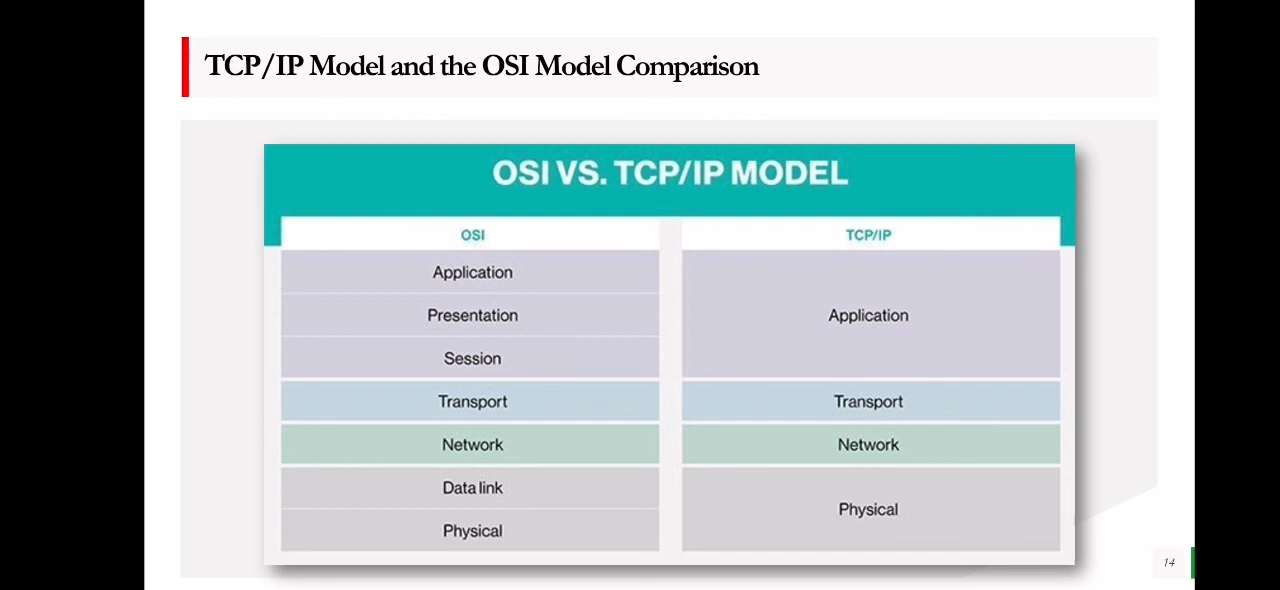 TCP/IP Model and the OSI Model Comparison
OSI VS. TCP/IP MODEL
OSI
TCP/IP
Application
Presentation
Application
Session
Transport
Transport
Network
Network
Data link
Physical
Physical
14